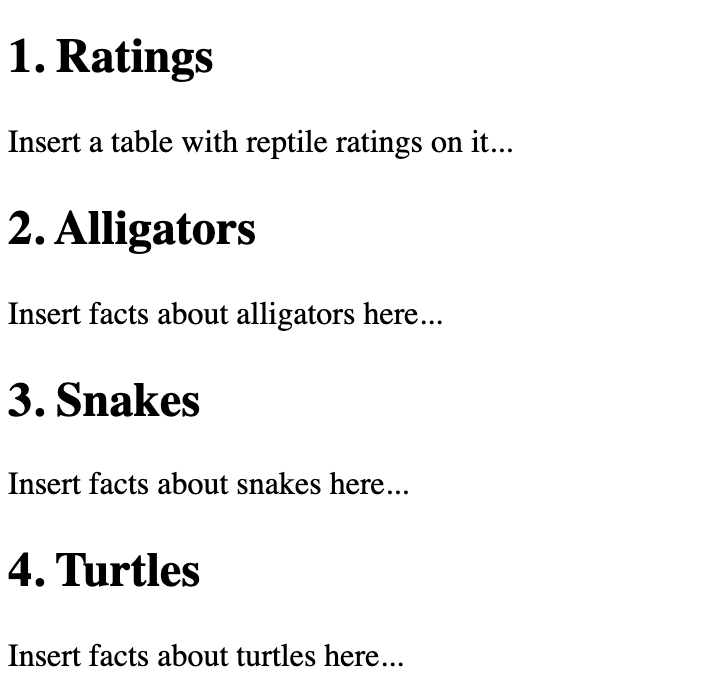 1. Ratings
Insert a table with reptile ratings on it...
2. Alligators
Insert facts about alligators here...
3. Snakes
Insert facts about snakes here...
4. Turtles
Insert facts about turtles here...